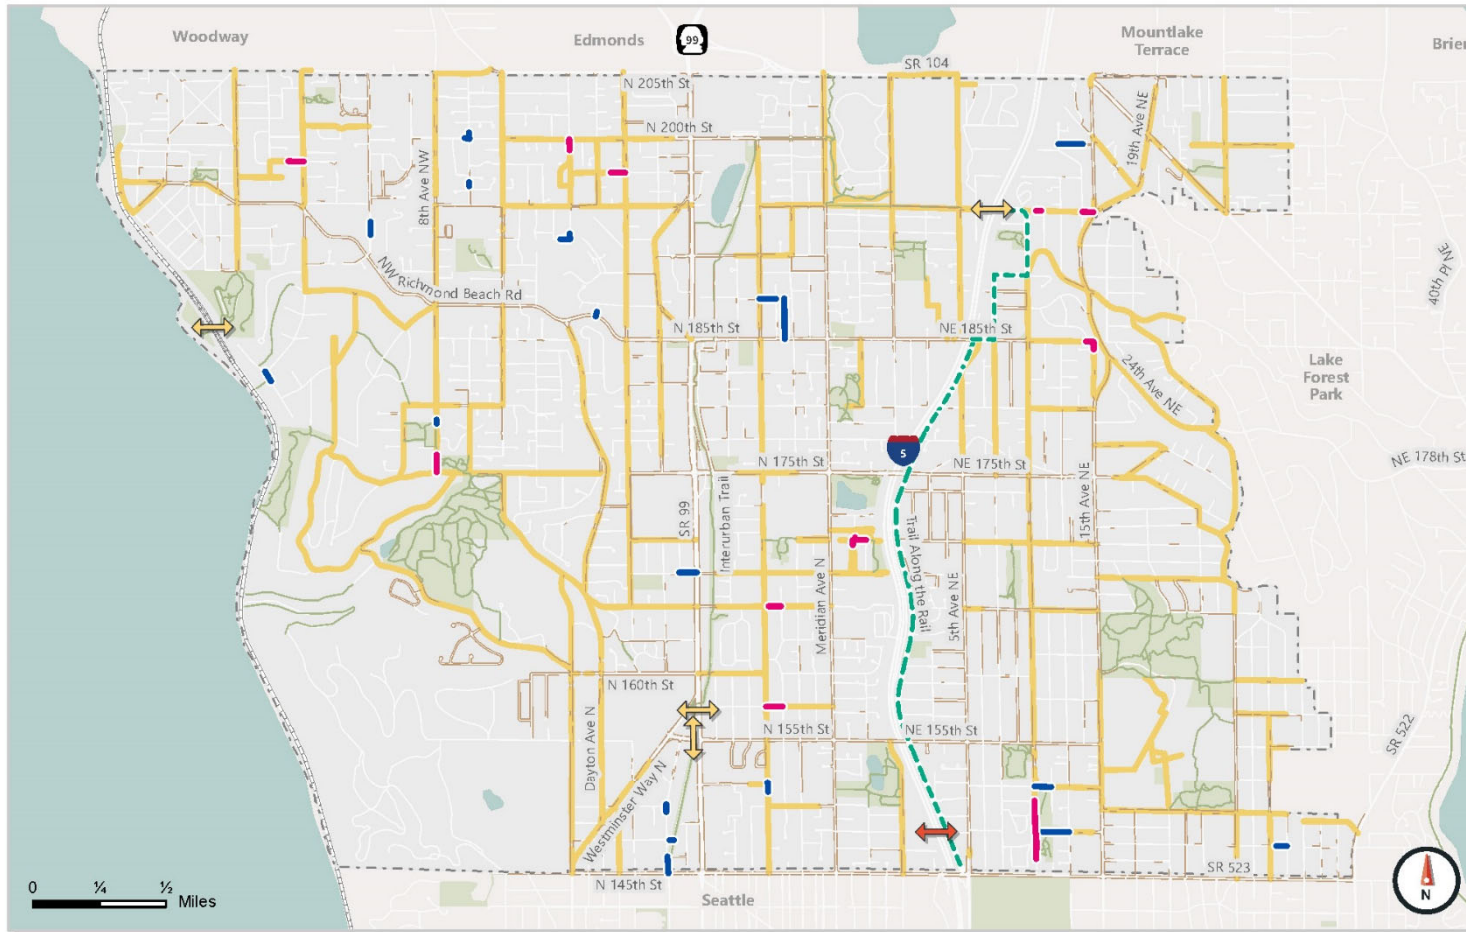 Woodway
Edmonds
99
Mountlake
Terrace
Brier
SR 104
N 205th St
N 200th St
19th Ave NE
8th Ave NW
40th Pl NE
NW Richmond Beach Rd
N 185th St
NE 185th St
Lake
Forest
Park
24th Ave NE
5
N 175th St
NE 175th St
NE 178th St
SR 99
Interurban Trail
15th Ave NE
Trail Along the Rail
Meridian Ave N
5th Ave NE
N 160th St
Dayton Ave N
N 155th St
NE 155th St
SR 522
Westminster Way N
SR 523
N 145th St
Seattle
0 ¼ ½
Miles
N